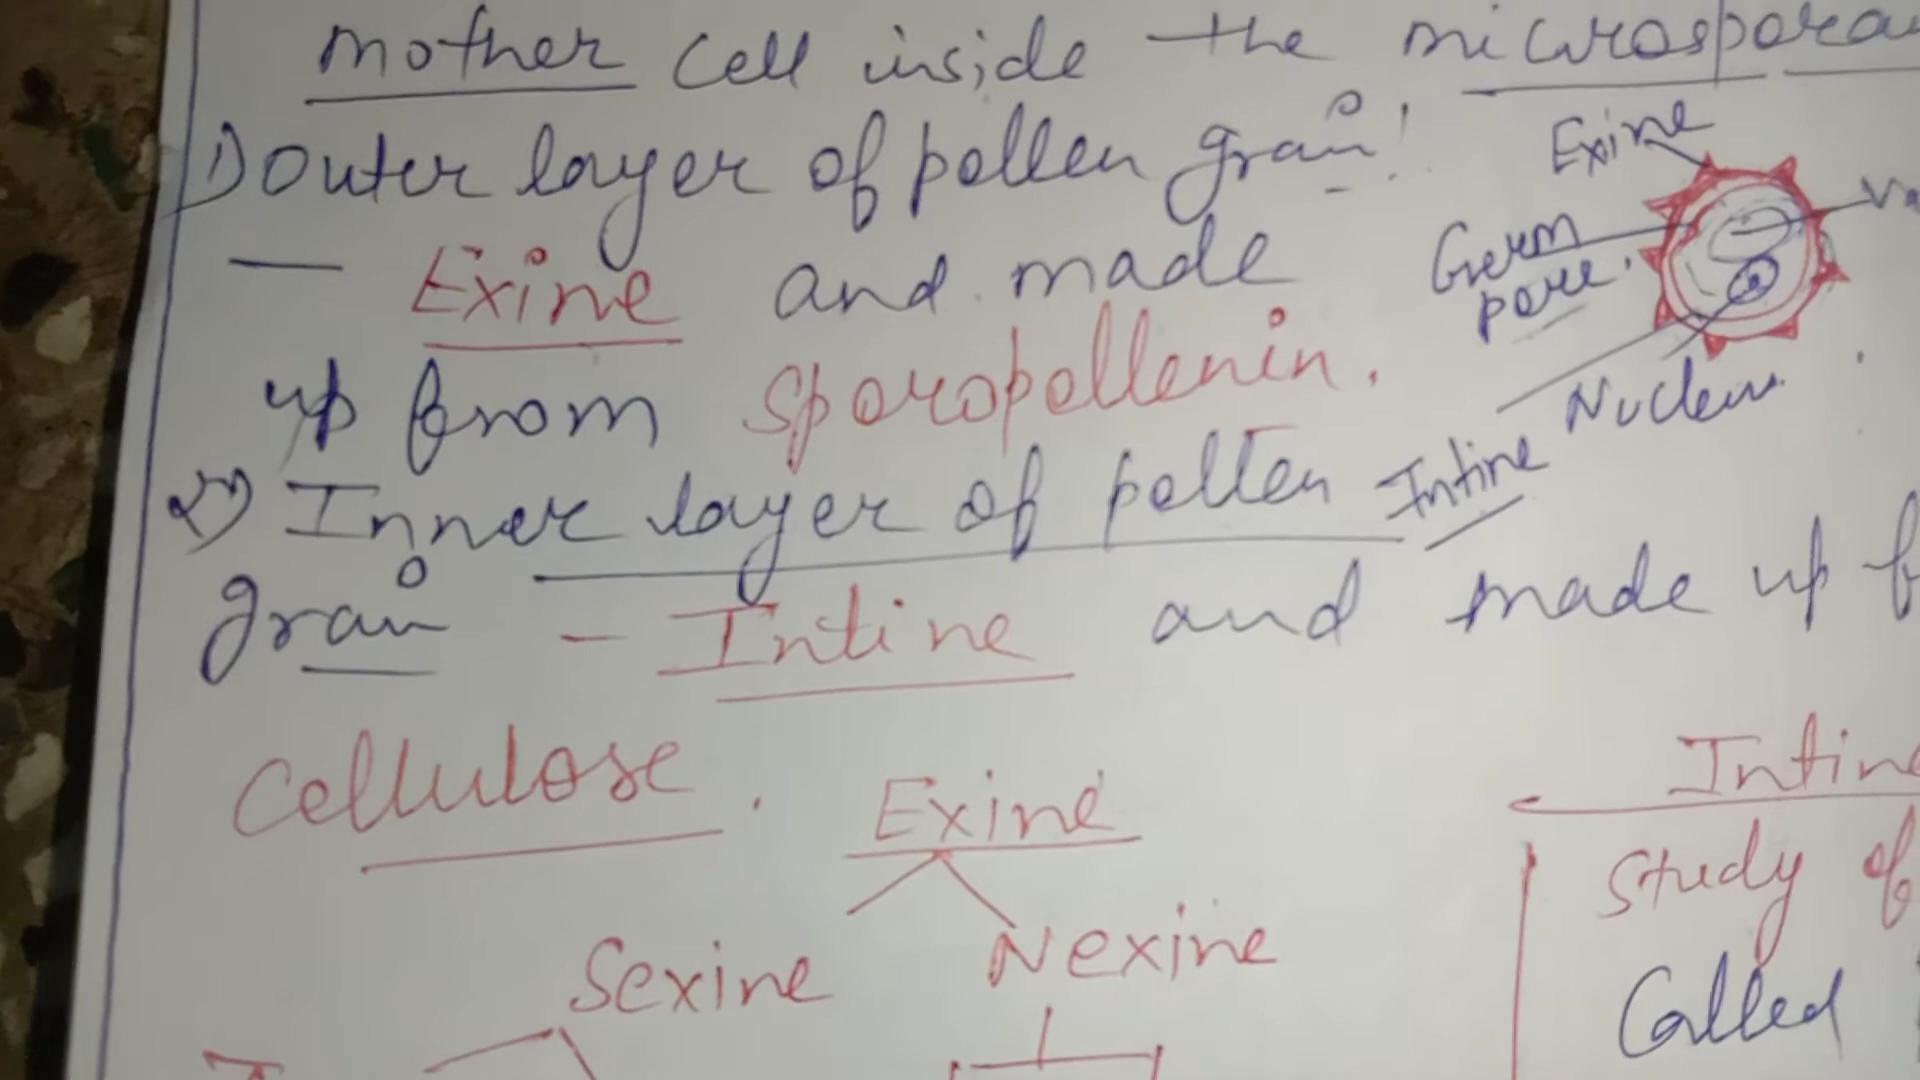 mother cell inside the microspora
1) Outer layer of pollen grain!
Exine
— Exine and made
Germ
pore.
Va
up from sporopollenin.
Nucleus
2) Inner layer of pollen
Intine
grain - Intine and made up f
Cellulose.
Exine
Intine
Sexine Nexine
Study of
Called